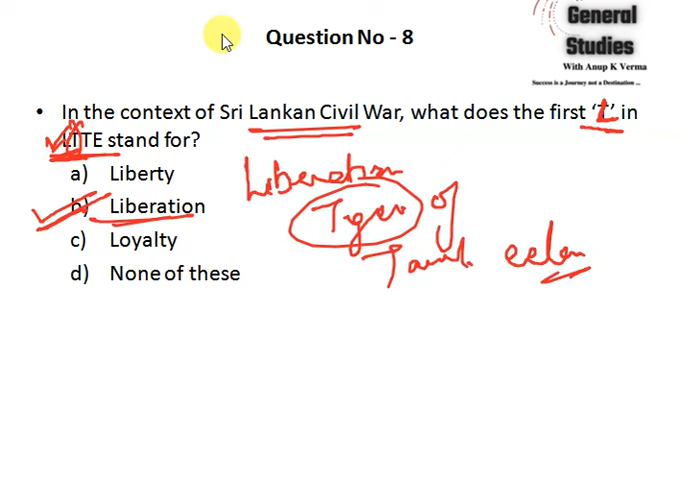 General
Studies
With Anup K Verma
Success is a Journey not a Destination ...
Question No - 8
• In the context of Sri Lankan Civil War, what does the first ‘T’ in
LTTE stand for?
a) Liberty
b) Liberation
c) Loyalty
d) None of these
Liberation
Tiger of
Tamil eelam